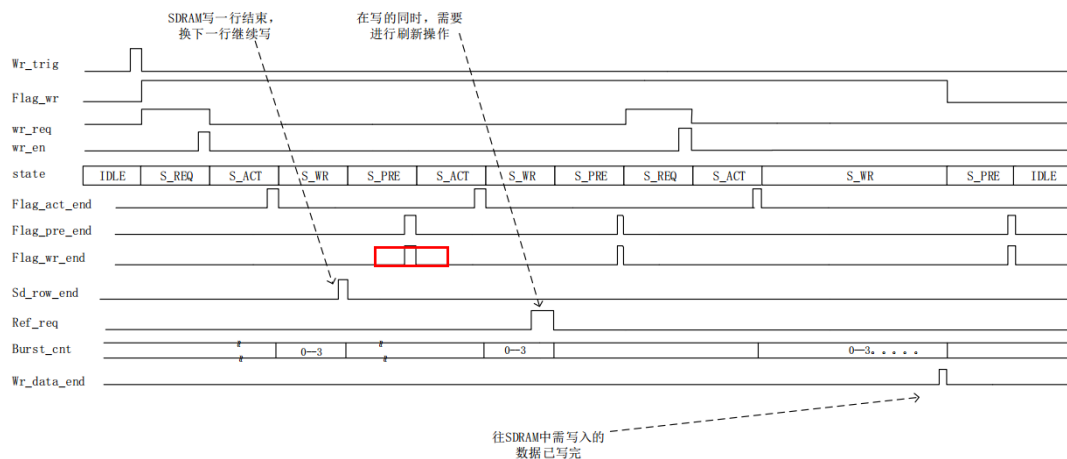 SDRAM写一行结束，
换下一行继续写
在写的同时，需要
进行刷新操作
Wr_trig
Flag_wr
wr_req
wr_en
state IDLE S_REQ S_ACT S_WR S_PRE S_ACT S_WR S_PRE S_REQ S_ACT S_WR S_PRE IDLE
Flag_act_end
Flag_pre_end
Flag_wr_end
Sd_row_end
Ref_req
Burst_cnt 0—3 0—3 0—3。。。。。
Wr_data_end
往SDRAM中需写入的
数据已写完